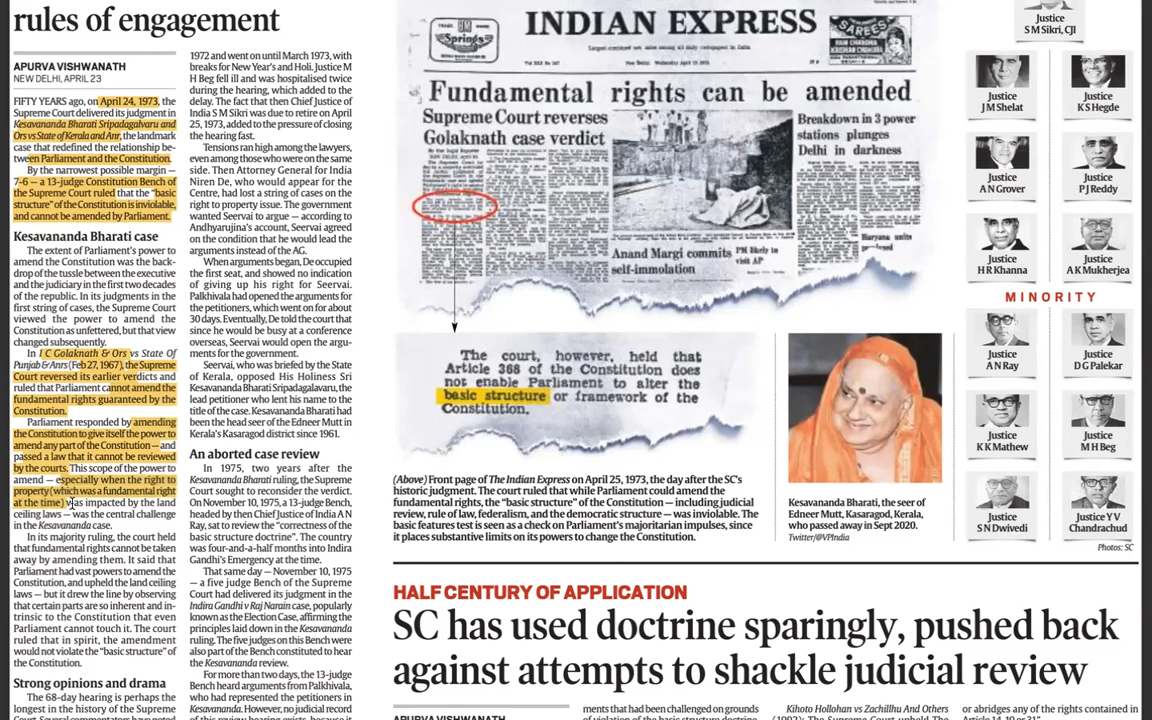 rules of engagement
APURVA VISHWANATH
NEW DELHI, APRIL 23
FIFTY YEARS ago, on April 24, 1973, the
Supreme Court delivered its judgment in
Kesavananda Bharati Sripadagalvaru and
Ors vs State of Kerala and Anr, the landmark
case that redefined the relationship be-
tween Parliament and the Constitution.
By the narrowest possible margin —
7-6 — a 13-judge Constitution Bench of
the Supreme Court ruled that the “basic
structure” of the Constitution is inviolable,
and cannot be amended by Parliament.
Kesavananda Bharati case
The extent of Parliament's power to
amend the Constitution was the back-
drop of the tussle between the executive
and the judiciary in the first two decades
of the republic. In its judgments in the
first string of cases, the Supreme Court
viewed the power to amend the
Constitution as unfettered, but that view
changed subsequently.
In I C Golaknath & Ors vs State Of
Punjab & Anrs (Feb 27, 1967), the Supreme
Court reversed its earlier verdicts and
ruled that Parliament cannot amend the
fundamental rights guaranteed by the
Constitution.
Parliament responded by amending
the Constitution to give itself the power to
amend any part of the Constitution — and
passed a law that it cannot be reviewed
by the courts. This scope of the power to
amend — especially when the right to
property (which was a fundamental right
at the time) was impacted by the land
ceiling laws — was the central challenge
in the Kesavananda case.
In its majority ruling, the court held
that fundamental rights cannot be taken
away by amending them. It said that
Parliament had vast powers to amend the
Constitution, and upheld the land ceiling
laws — but it drew the line by observing
that certain parts are so inherent and in-
trinsic to the Constitution that even
Parliament cannot touch it. The court
ruled that in spirit, the amendment
would not violate the “basic structure” of
the Constitution.
Strong opinions and drama
The 68-day hearing is perhaps the
longest in the history of the Supreme
Court. Several commentators have noted
1972 and went on until March 1973, with
breaks for New Year's and Holi. Justice M
H Beg fell ill and was hospitalised twice
during the hearing, which added to the
delay. The fact that then Chief Justice of
India S M Sikri was due to retire on April
25, 1973, added to the pressure of closing
the hearing fast.
Tensions ran high among the lawyers,
even among those who were on the same
side. Then Attorney General for India
Niren De, who would appear for the
Centre, had lost a string of cases on the
right to property issue. The government
wanted Seervai to argue — according to
Andhyarujina's account, Seervai agreed
on the condition that he would lead the
arguments instead of the AG.
When arguments began, De occupied
the first seat, and showed no indication
of giving up his right for Seervai.
Palkhivala had opened the arguments for
the petitioners, which went on for about
30 days. Eventually, De told the court that
since he would be busy at a conference
overseas, Seervai would open the argu-
ments for the government.
Seervai, who was briefed by the State
of Kerala, opposed His Holiness Sri
Kesavananda Bharati Sripadagalavaru, the
lead petitioner who lent his name to the
title of the case. Kesavananda Bharati had
been the head seer of the Edneer Mutt in
Kerala's Kasaragod district since 1961.
An aborted case review
In 1975, two years after the
Kesavananda Bharati ruling, the Supreme
Court sought to reconsider the verdict.
On November 10, 1975, a 13-judge Bench,
headed by then Chief Justice of India A N
Ray, sat to review the “correctness of the
basic structure doctrine”. The country
was four-and-a-half months into Indira
Gandhi's Emergency at the time.
That same day — November 10, 1975
— a five judge Bench of the Supreme
Court had delivered its judgment in the
Indira Gandhi v Raj Narain case, popularly
known as the Election Case, affirming the
principles laid down in the Kesavananda
ruling. The five judges on this Bench were
also part of the Bench constituted to hear
the Kesavananda review.
For more than two days, the 13-judge
Bench heard arguments from Palkhivala,
who had represented the petitioners in
Kesavananda. However, no judicial record
of this review hearing exists, because it
INDIAN EXPRESS
TRADE MARK
Springs
SAREES
Largest combined net sales among all daily newspapers in India
New Delhi, Wednesday April 25 1973
Fundamental rights can be amended
Supreme Court reverses
Golaknath case verdict
Breakdown in 3 power
stations plunges
Delhi in darkness
Anand Margi commits
self-immolation
PM likely to
visit AP
Haryana units
The court, however, held that
Article 368 of the Constitution does
not enable Parliament to alter the
basic structure or framework of the
Constitution.
(Above) Front page of The Indian Express on April 25, 1973, the day after the SC's
historic judgment. The court ruled that while Parliament could amend the
fundamental rights, the “basic structure” of the Constitution — including judicial
review, rule of law, federalism, and the democratic structure — was inviolable. The
basic features test is seen as a check on Parliament's majoritarian impulses, since
it places substantive limits on its powers to change the Constitution.
Kesavananda Bharati, the seer of
Edneer Mutt, Kasaragod, Kerala,
who passed away in Sept 2020.
Twitter/@VPIndia
Justice
S M Sikri, CJI
Justice
J M Shelat
Justice
K S Hegde
Justice
A N Grover
Justice
P J Reddy
Justice
H R Khanna
Justice
A K Mukherjea
MINORITY
Justice
A N Ray
Justice
D G Palekar
Justice
K K Mathew
Justice
M H Beg
Justice
S N Dwivedi
Justice Y V
Chandrachud
Photos: SC
HALF CENTURY OF APPLICATION
SC has used doctrine sparingly, pushed back
against attempts to shackle judicial review
APURVA VISHWANATH
ments that had been challenged on grounds
of violation of the basic structure doctrine
Kihoto Hollohan vs Zachillhu And Others
(1992): The Supreme Court upheld The
or abridges any of the rights contained in
Article 14, 19 or 31”